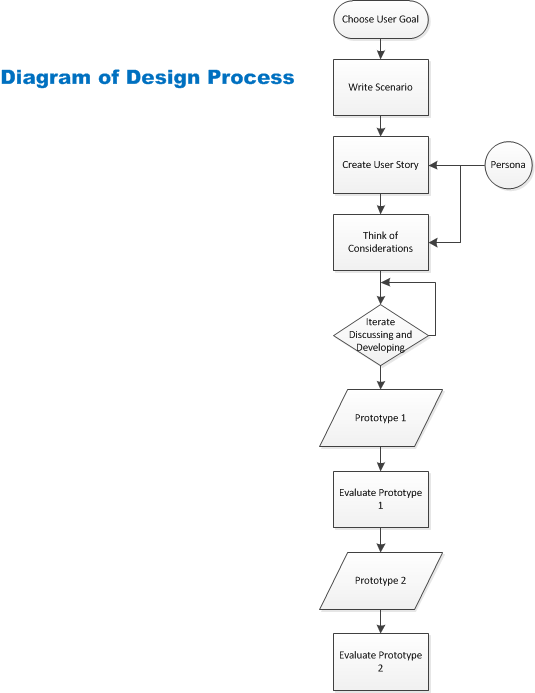 Choose User Goal
Diagram of Design Process
Write Scenario
Create User Story
Persona
Think of
Considerations
Iterate
Discussing and
Developing
Prototype 1
Evaluate Prototype
1
Prototype 2
Evaluate Prototype
2